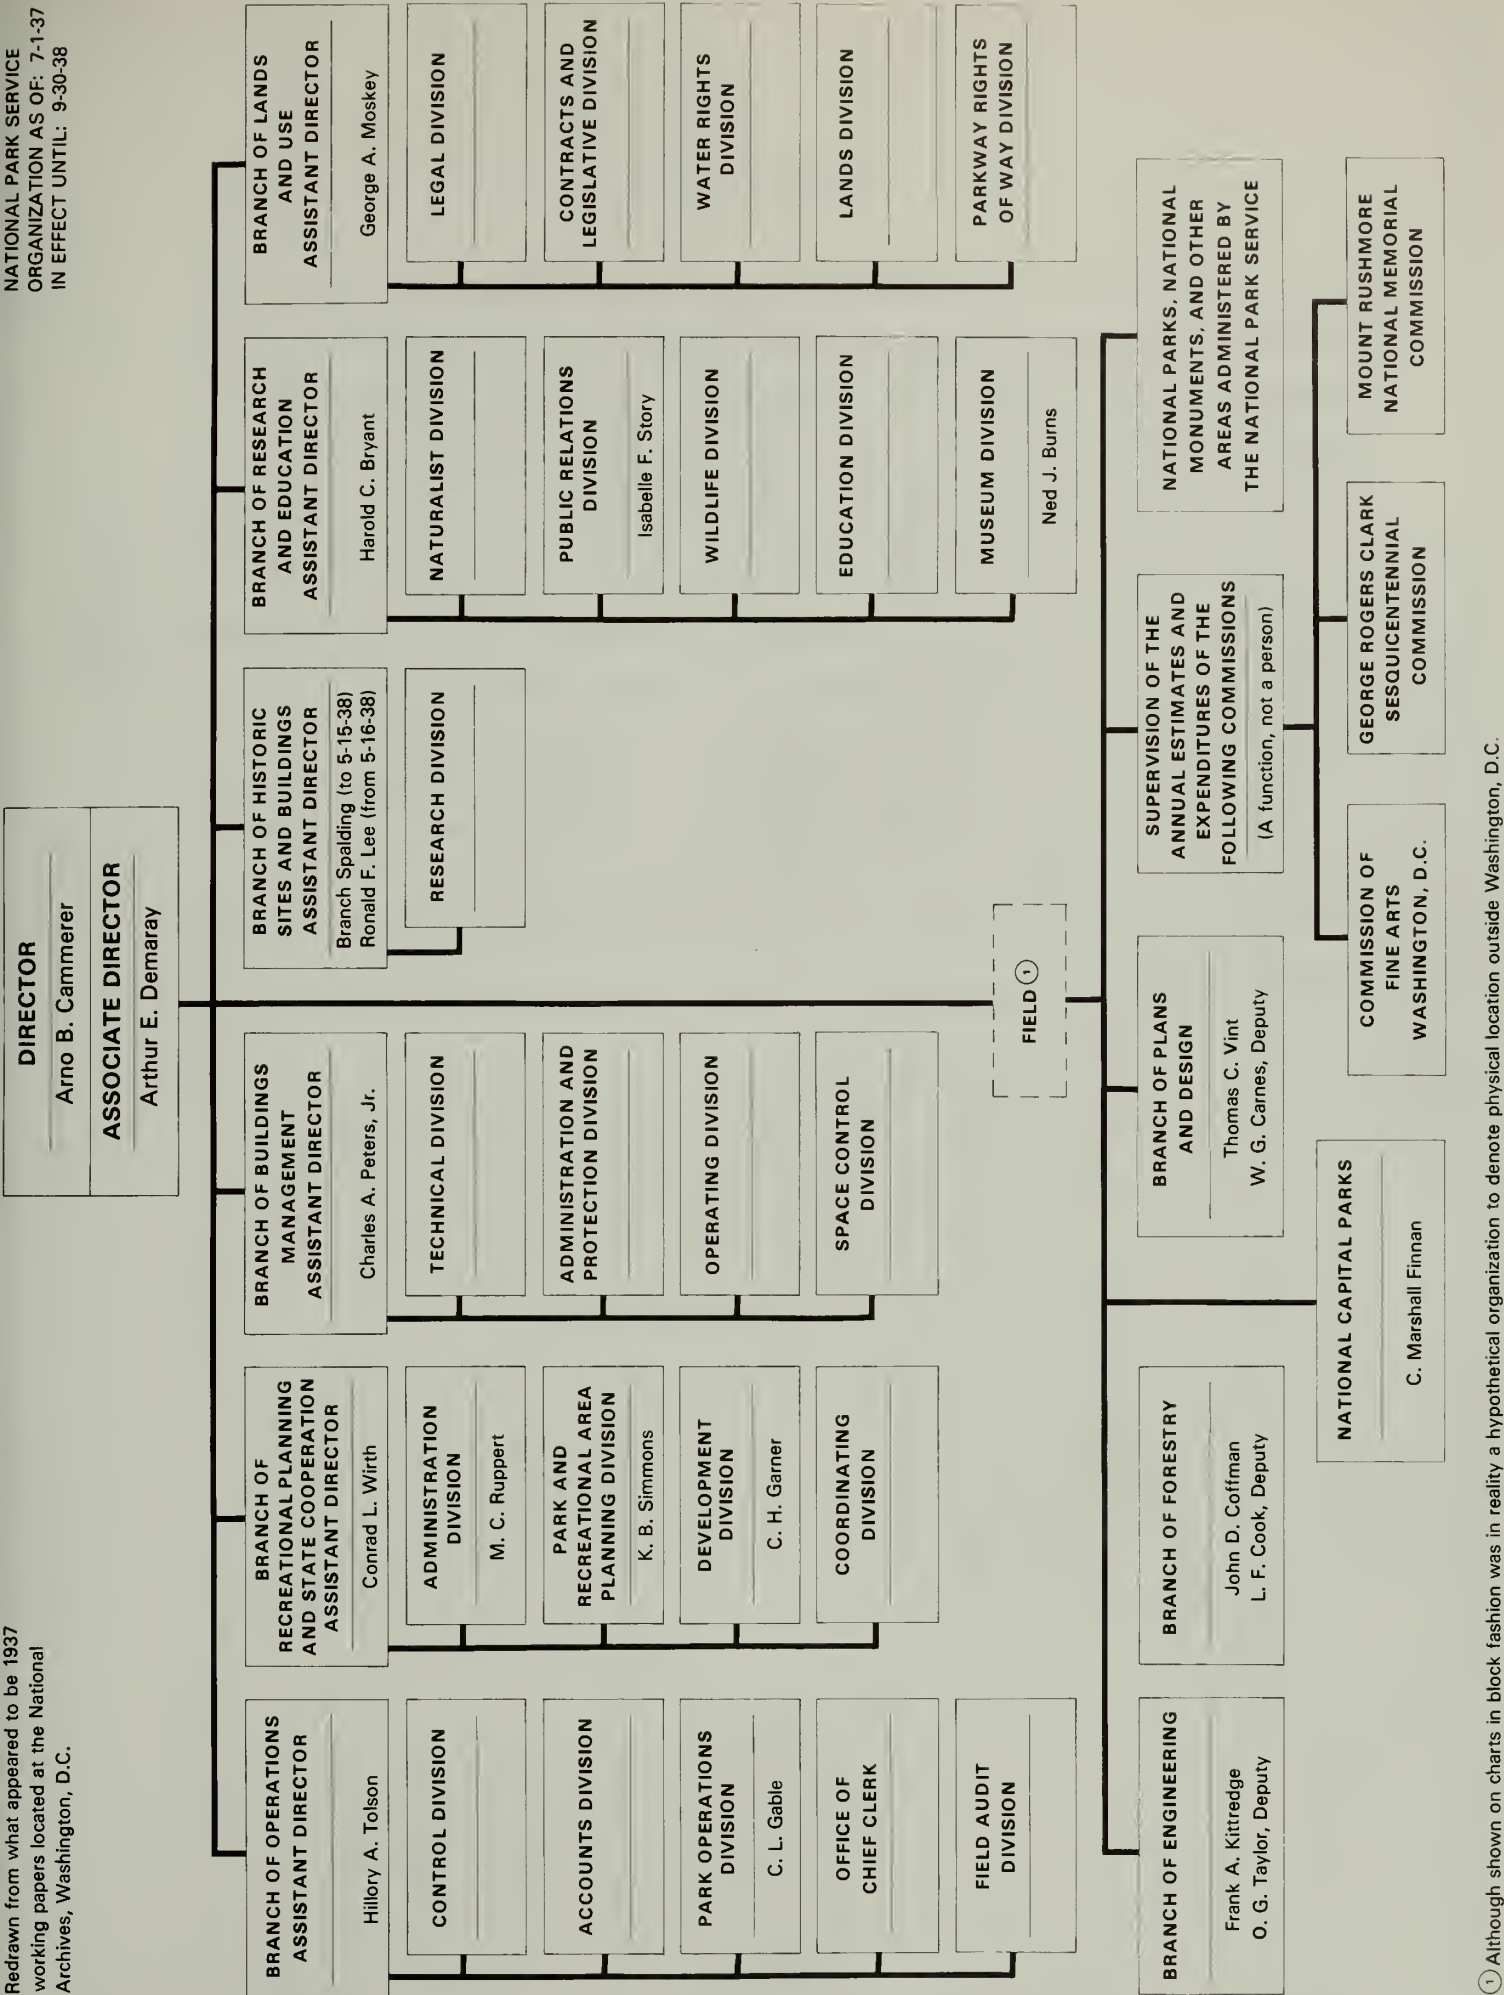 Redrawn from what appeared to be 1937
working papers located at the National
Archives, Washington, D.C.
NATIONAL PARK SERVICE
ORGANIZATION AS OF: 7-1-37
IN EFFECT UNTIL: 9-30-38
DIRECTOR
Arno B. Cammerer
ASSOCIATE DIRECTOR
Arthur E. Demaray
BRANCH OF OPERATIONS
ASSISTANT DIRECTOR
Hillory A. Tolson
CONTROL DIVISION
ACCOUNTS DIVISION
PARK OPERATIONS
DIVISION
C. L. Gable
OFFICE OF
CHIEF CLERK
FIELD AUDIT
DIVISION
BRANCH OF
RECREATIONAL PLANNING
AND STATE COOPERATION
ASSISTANT DIRECTOR
Conrad L. Wirth
ADMINISTRATION
DIVISION
M. C. Ruppert
PARK AND
RECREATIONAL AREA
PLANNING DIVISION
K. B. Simmons
DEVELOPMENT
DIVISION
C. H. Garner
COORDINATING
DIVISION
BRANCH OF BUILDINGS
MANAGEMENT
ASSISTANT DIRECTOR
Charles A. Peters, Jr.
TECHNICAL DIVISION
ADMINISTRATION AND
PROTECTION DIVISION
OPERATING DIVISION
SPACE CONTROL
DIVISION
BRANCH OF HISTORIC
SITES AND BUILDINGS
ASSISTANT DIRECTOR
Branch Spalding (to 5-15-38)
Ronald F. Lee (from 5-16-38)
RESEARCH DIVISION
BRANCH OF RESEARCH
AND EDUCATION
ASSISTANT DIRECTOR
Harold C. Bryant
NATURALIST DIVISION
PUBLIC RELATIONS
DIVISION
Isabelle F. Story
WILDLIFE DIVISION
EDUCATION DIVISION
MUSEUM DIVISION
Ned J. Burns
BRANCH OF LANDS
AND USE
ASSISTANT DIRECTOR
George A. Moskey
LEGAL DIVISION
CONTRACTS AND
LEGISLATIVE DIVISION
WATER RIGHTS
DIVISION
LANDS DIVISION
PARKWAY RIGHTS
OF WAY DIVISION
FIELD ①
BRANCH OF ENGINEERING
Frank A. Kittredge
O. G. Taylor, Deputy
BRANCH OF FORESTRY
John D. Coffman
L. F. Cook, Deputy
NATIONAL CAPITAL PARKS
C. Marshall Finnan
BRANCH OF PLANS
AND DESIGN
Thomas C. Vint
W. G. Carnes, Deputy
SUPERVISION OF THE
ANNUAL ESTIMATES AND
EXPENDITURES OF THE
FOLLOWING COMMISSIONS
(A function, not a person)
COMMISSION OF
FINE ARTS
WASHINGTON, D.C.
GEORGE ROGERS CLARK
SESQUICENTENNIAL
COMMISSION
MOUNT RUSHMORE
NATIONAL MEMORIAL
COMMISSION
NATIONAL PARKS, NATIONAL
MONUMENTS, AND OTHER
AREAS ADMINISTERED BY
THE NATIONAL PARK SERVICE
① Although shown on charts in block fashion was in reality a hypothetical organization to denote physical location outside Washington, D.C.